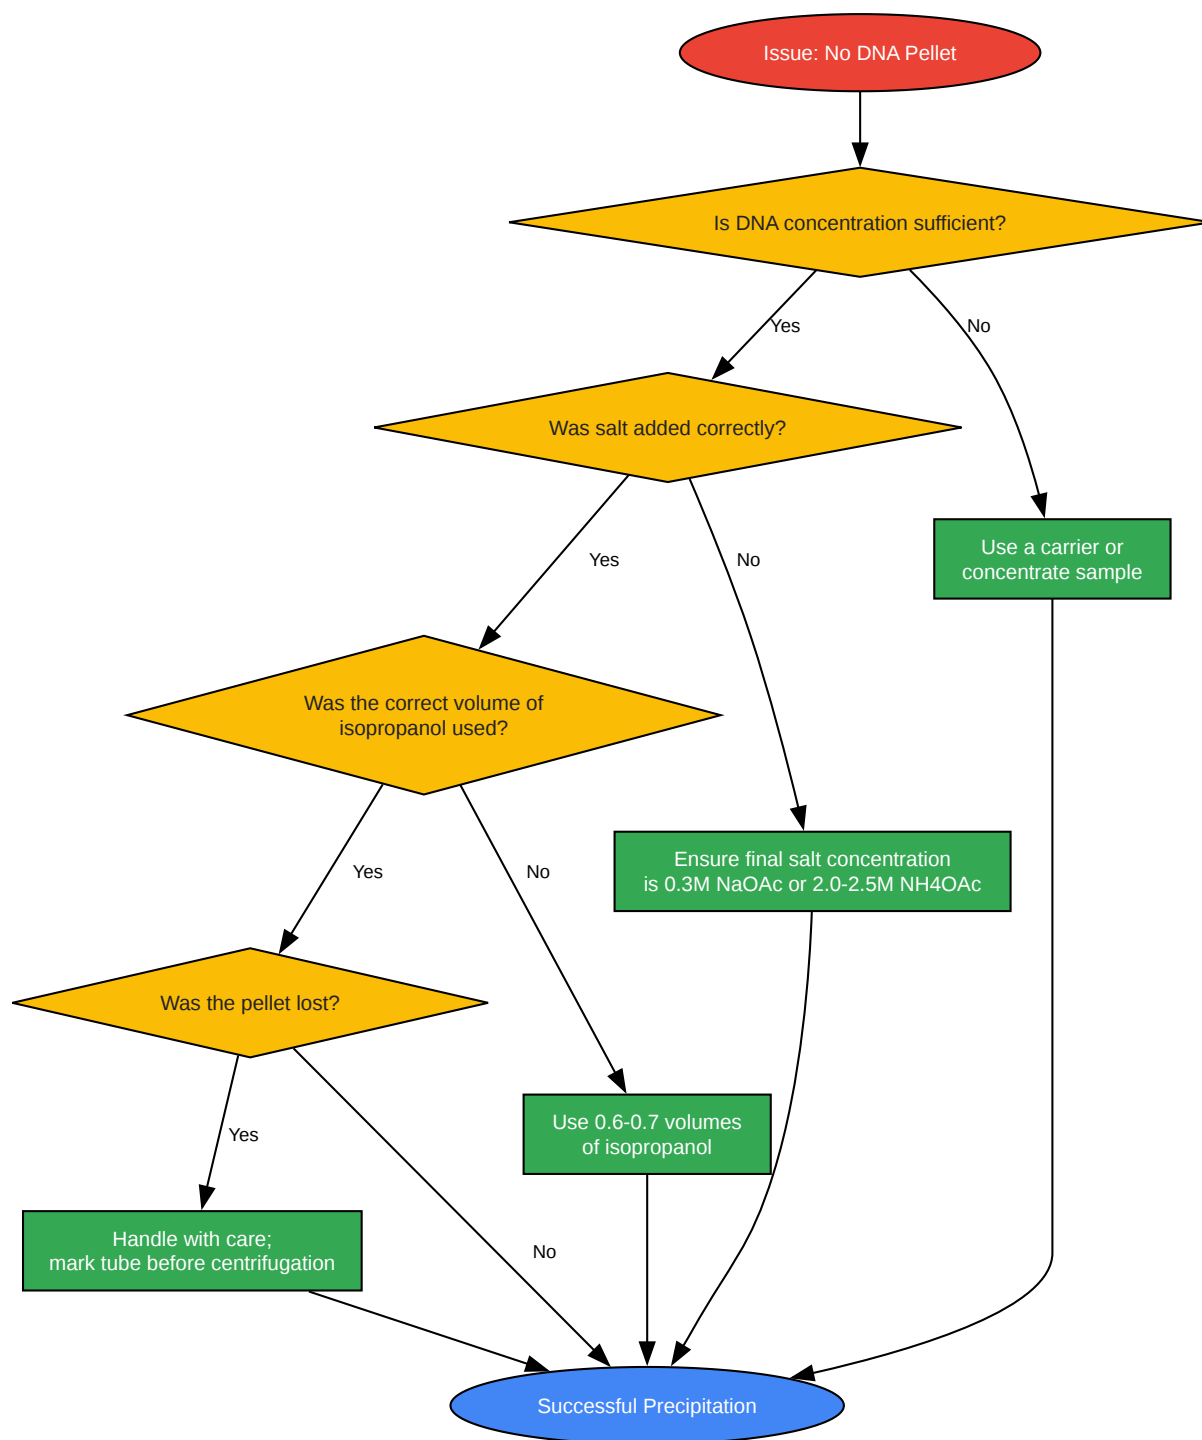 Issue: No DNA Pellet
Is DNA concentration sufficient?
Yes
No
Was salt added correctly?
Use a carrier or
concentrate sample
Yes
No
Was the correct volume of
isopropanol used?
Ensure final salt concentration
is 0.3M NaOAc or 2.0-2.5M NH4OAc
Yes
No
Was the pellet lost?
Use 0.6-0.7 volumes
of isopropanol
Yes
Handle with care;
mark tube before centrifugation
No
Successful Precipitation